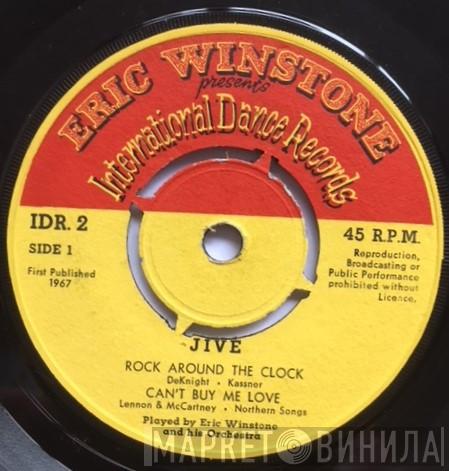 ERIC WINSTONE
presents
International Dance Records
IDR. 2
SIDE 1
First Published
1967
45 R.P.M.
Reproduction,
Broadcasting or
Public Performance
prohibited without
Licence.
JIVE
ROCK AROUND THE CLOCK
DeKnight • Kassner
CAN'T BUY ME LOVE
Lennon & McCartney • Northern Songs
Played by Eric Winstone
and his Orchestra
МАРКЕТ ВИНИЛА